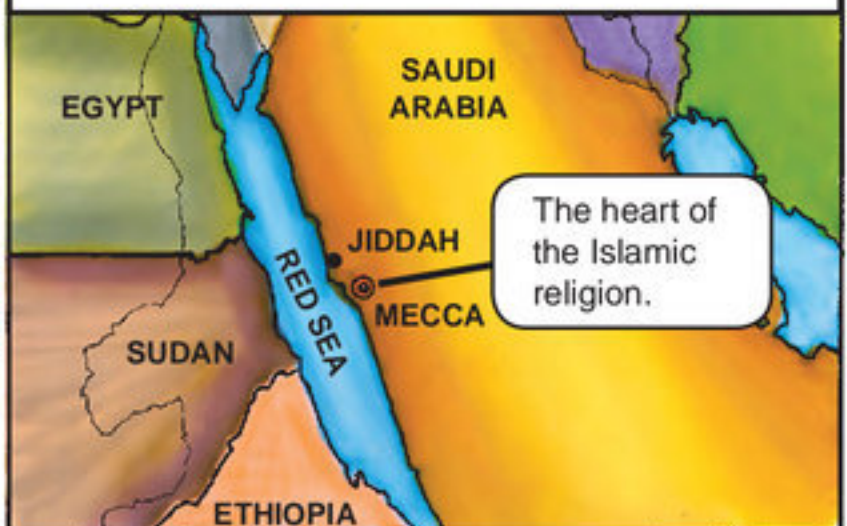 SAUDI
ARABIA
EGYPT
The heart of
the Islamic
religion.
JIDDAH
RED SEA
MECCA
SUDAN
ETHIOPIA